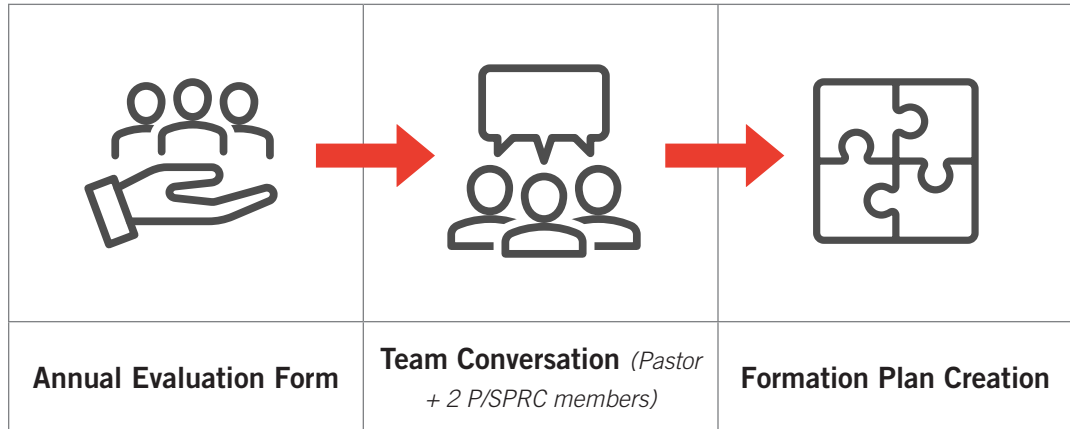 Annual Evaluation Form
Team Conversation (Pastor
+ 2 P/SPRC members)
Formation Plan Creation